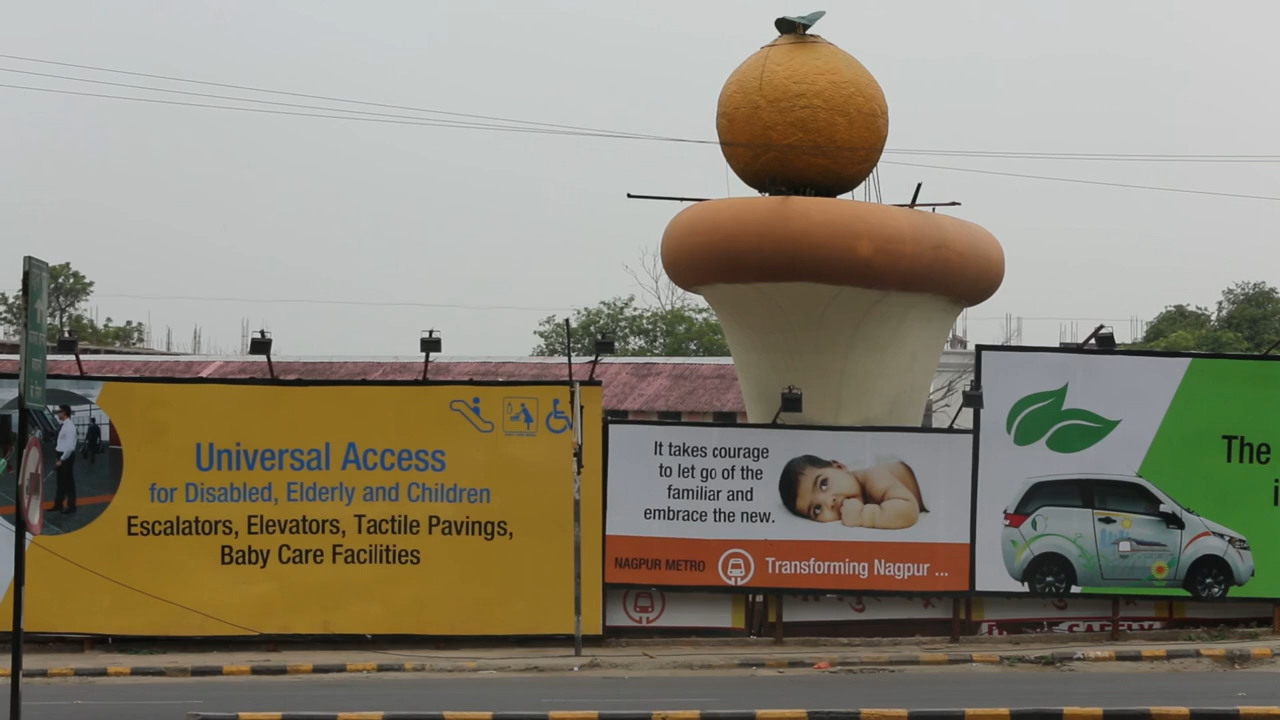 Universal Access
for Disabled, Elderly and Children
Escalators, Elevators, Tactile Pavings,
Baby Care Facilities
It takes courage
to let go of the
familiar and
embrace the new.
NAGPUR METRO
Transforming Nagpur ...
The